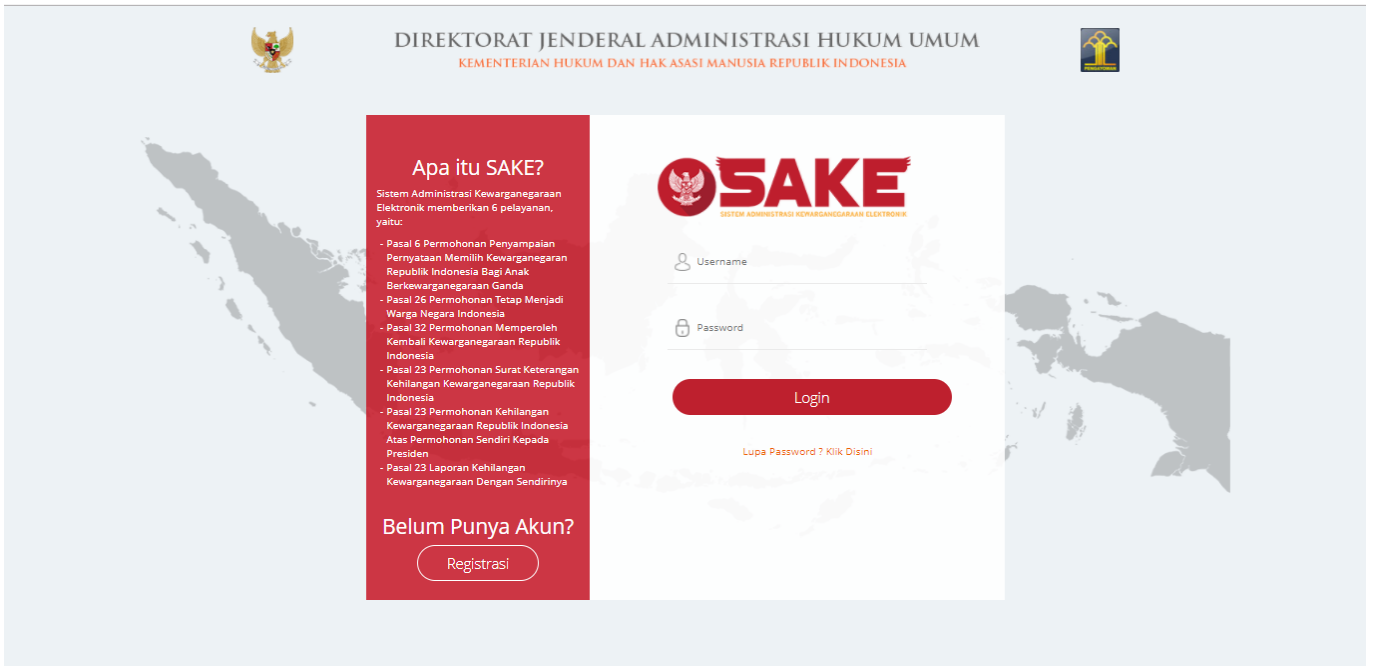 DIREKTORAT JENDERAL ADMINISTRASI HUKUM UMUM
KEMENTERIAN HUKUM DAN HAK ASASI MANUSIA REPUBLIK INDONESIA
PENGAYOMAN
Apa itu SAKE?
Sistem Administrasi Kewarganegaraan
Elektronik memberikan 6 pelayanan,
yaitu:
- Pasal 6 Permohonan Penyampaian
Pernyataan Memilih Kewarganegaran
Republik Indonesia Bagi Anak
Berkewarganegaraan Ganda
- Pasal 26 Permohonan Tetap Menjadi
Warga Negara Indonesia
- Pasal 32 Permohonan Memperoleh
Kembali Kewarganegaraan Republik
Indonesia
- Pasal 23 Permohonan Surat Keterangan
Kehilangan Kewarganegaraan Republik
Indonesia
- Pasal 23 Permohonan Kehilangan
Kewarganegaraan Republik Indonesia
Atas Permohonan Sendiri Kepada
Presiden
- Pasal 23 Laporan Kehilangan
Kewarganegaraan Dengan Sendirinya
Belum Punya Akun?
Registrasi
SAKE
SISTEM ADMINISTRASI KEWARGANEGARAAN ELEKTRONIK
Username
Password
Login
Lupa Password ? Klik Disini